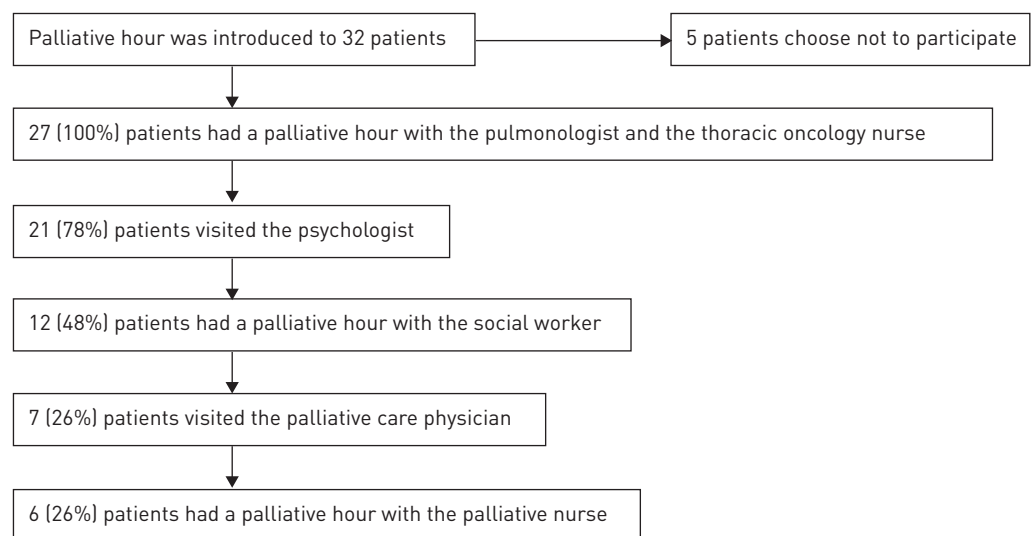 Palliative hour was introduced to 32 patients
5 patients choose not to participate
27 (100%) patients had a palliative hour with the pulmonologist and the thoracic oncology nurse
21 (78%) patients visited the psychologist
12 (48%) patients had a palliative hour with the social worker
7 (26%) patients visited the palliative care physician
6 (26%) patients had a palliative hour with the palliative nurse